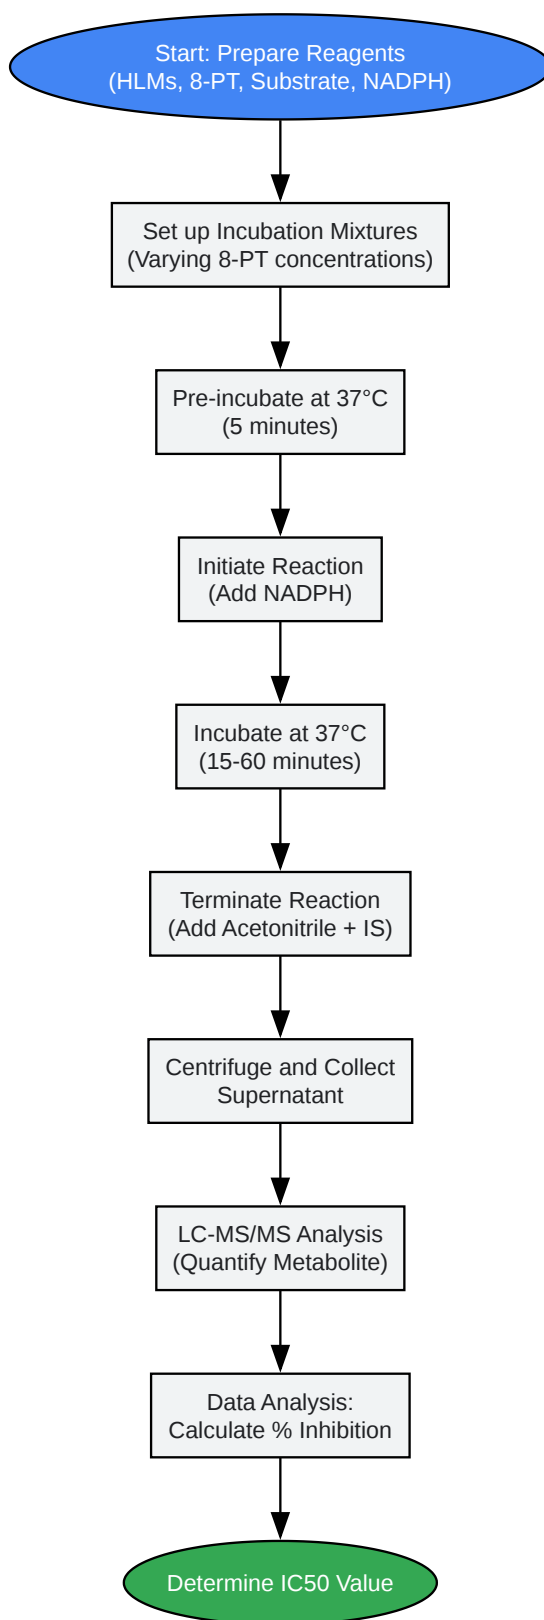 Start: Prepare Reagents
(HLMs, 8-PT, Substrate, NADPH)
Set up Incubation Mixtures
(Varying 8-PT concentrations)
Pre-incubate at 37°C
(5 minutes)
Initiate Reaction
(Add NADPH)
Incubate at 37°C
(15-60 minutes)
Terminate Reaction
(Add Acetonitrile + IS)
Centrifuge and Collect
Supernatant
LC-MS/MS Analysis
(Quantify Metabolite)
Data Analysis:
Calculate % Inhibition
Determine IC50 Value